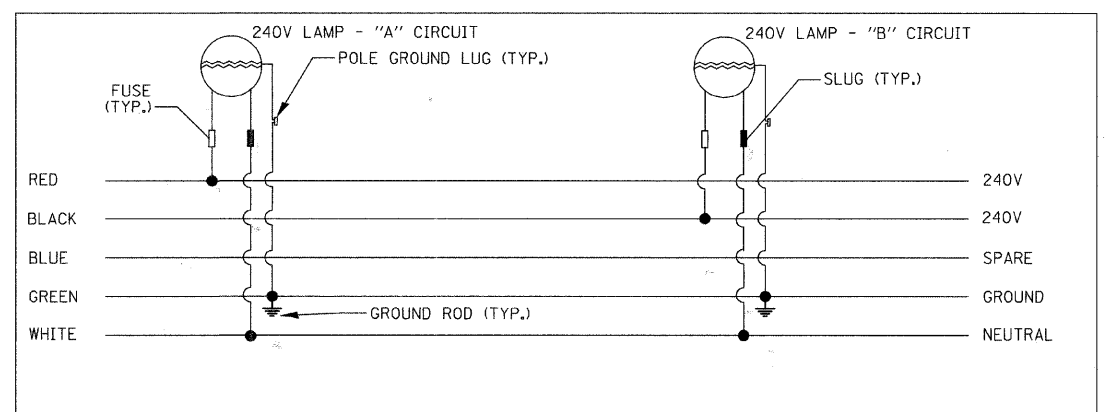 240V LAMP - "A" CIRCUIT
240V LAMP - "B" CIRCUIT
POLE GROUND LUG (TYP.)
SLUG (TYP.)
FUSE
(TYP.)
RED
240V
BLACK
240V
BLUE
SPARE
GREEN
GROUND
GROUND ROD (TYP.)
WHITE
NEUTRAL